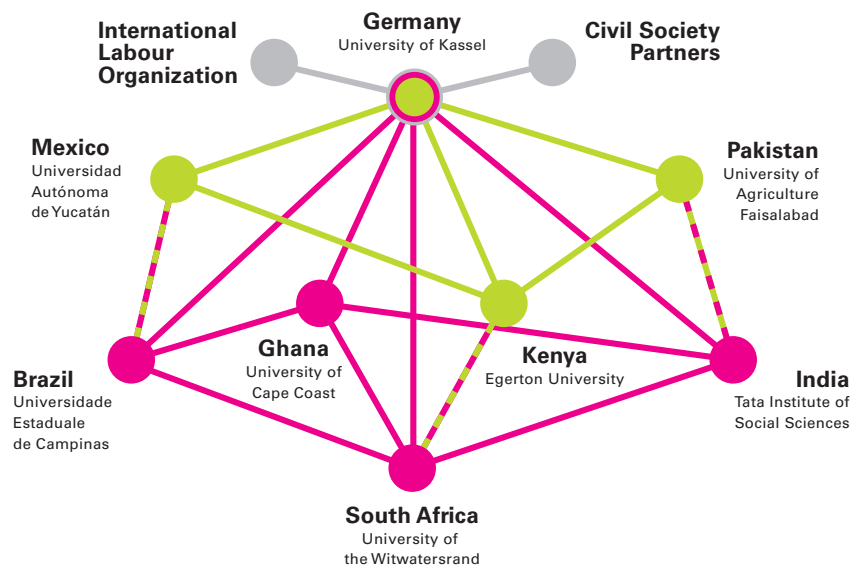 International
Labour
Organization
Germany
University of Kassel
Civil Society
Partners
Mexico
Universidad
Autónoma
de Yucatán
Pakistan
University of
Agriculture
Faisalabad
Ghana
University of
Cape Coast
Kenya
Egerton University
Brazil
Universidade
Estaduale
de Campinas
India
Tata Institute of
Social Sciences
South Africa
University of
the Witwatersrand